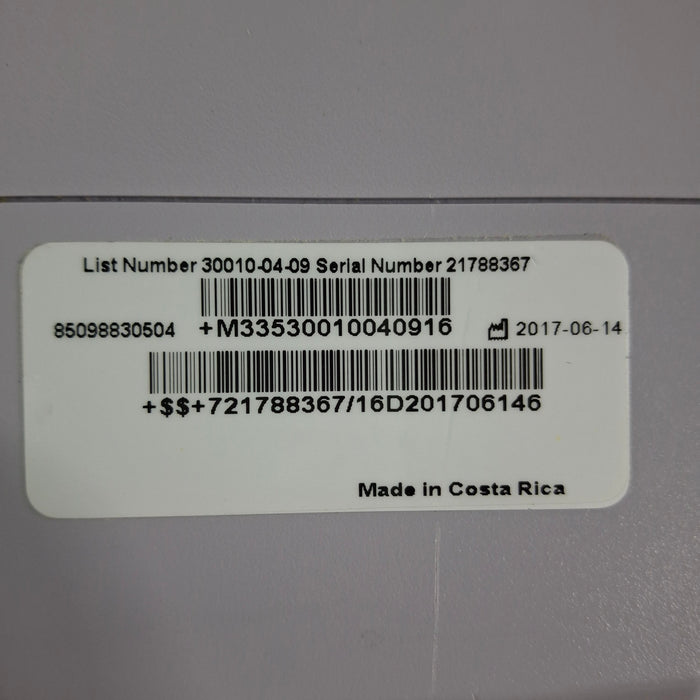 List Number 30010-04-09 Serial Number 21788367
85098830504 +M33530010040916 2017-06-14
+$$+721788367/16D201706146
Made in Costa Rica